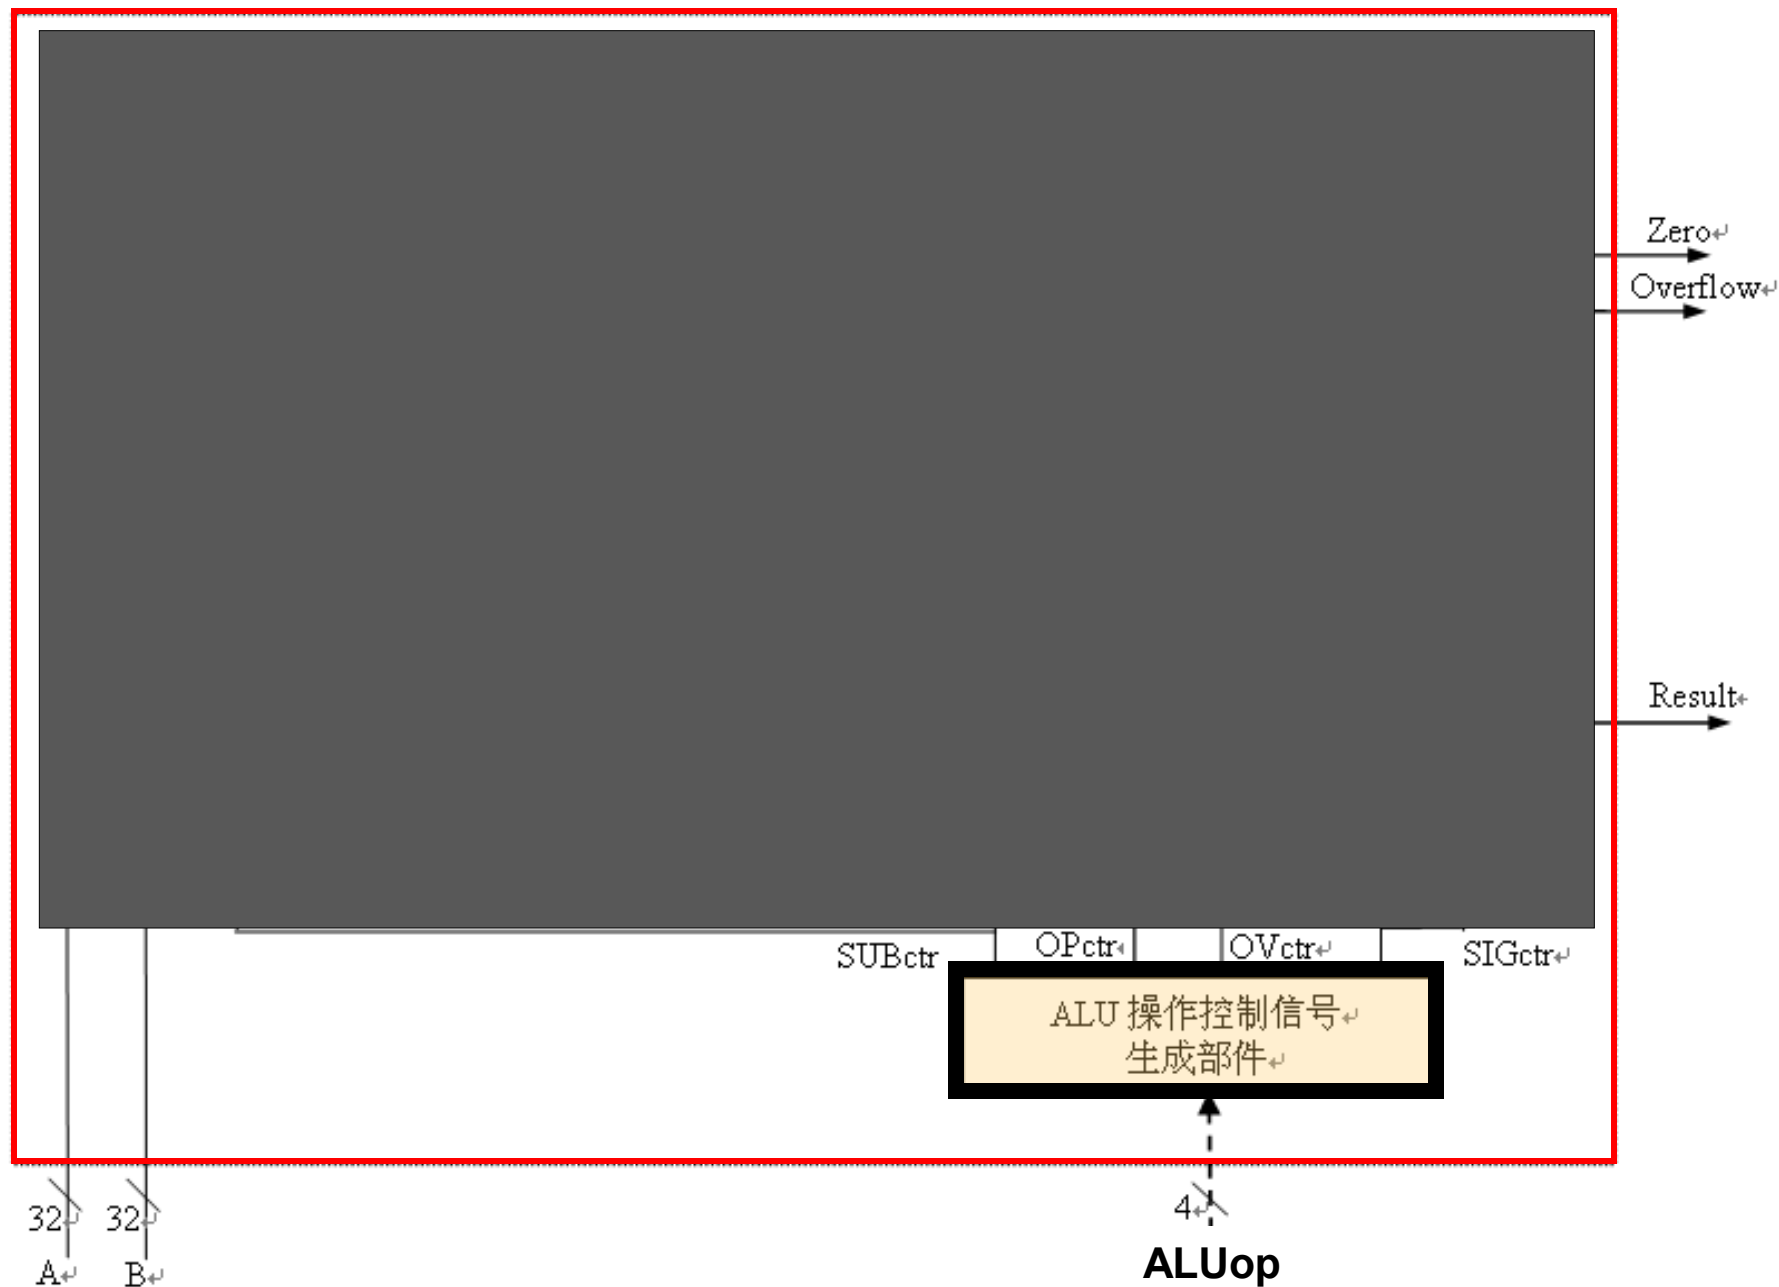 Zero
Overflow
Result
SUBctr
OPctr
OVctr
SIGctr
ALU 操作控制信号
生成部件
32
32
4
A
B
ALUop